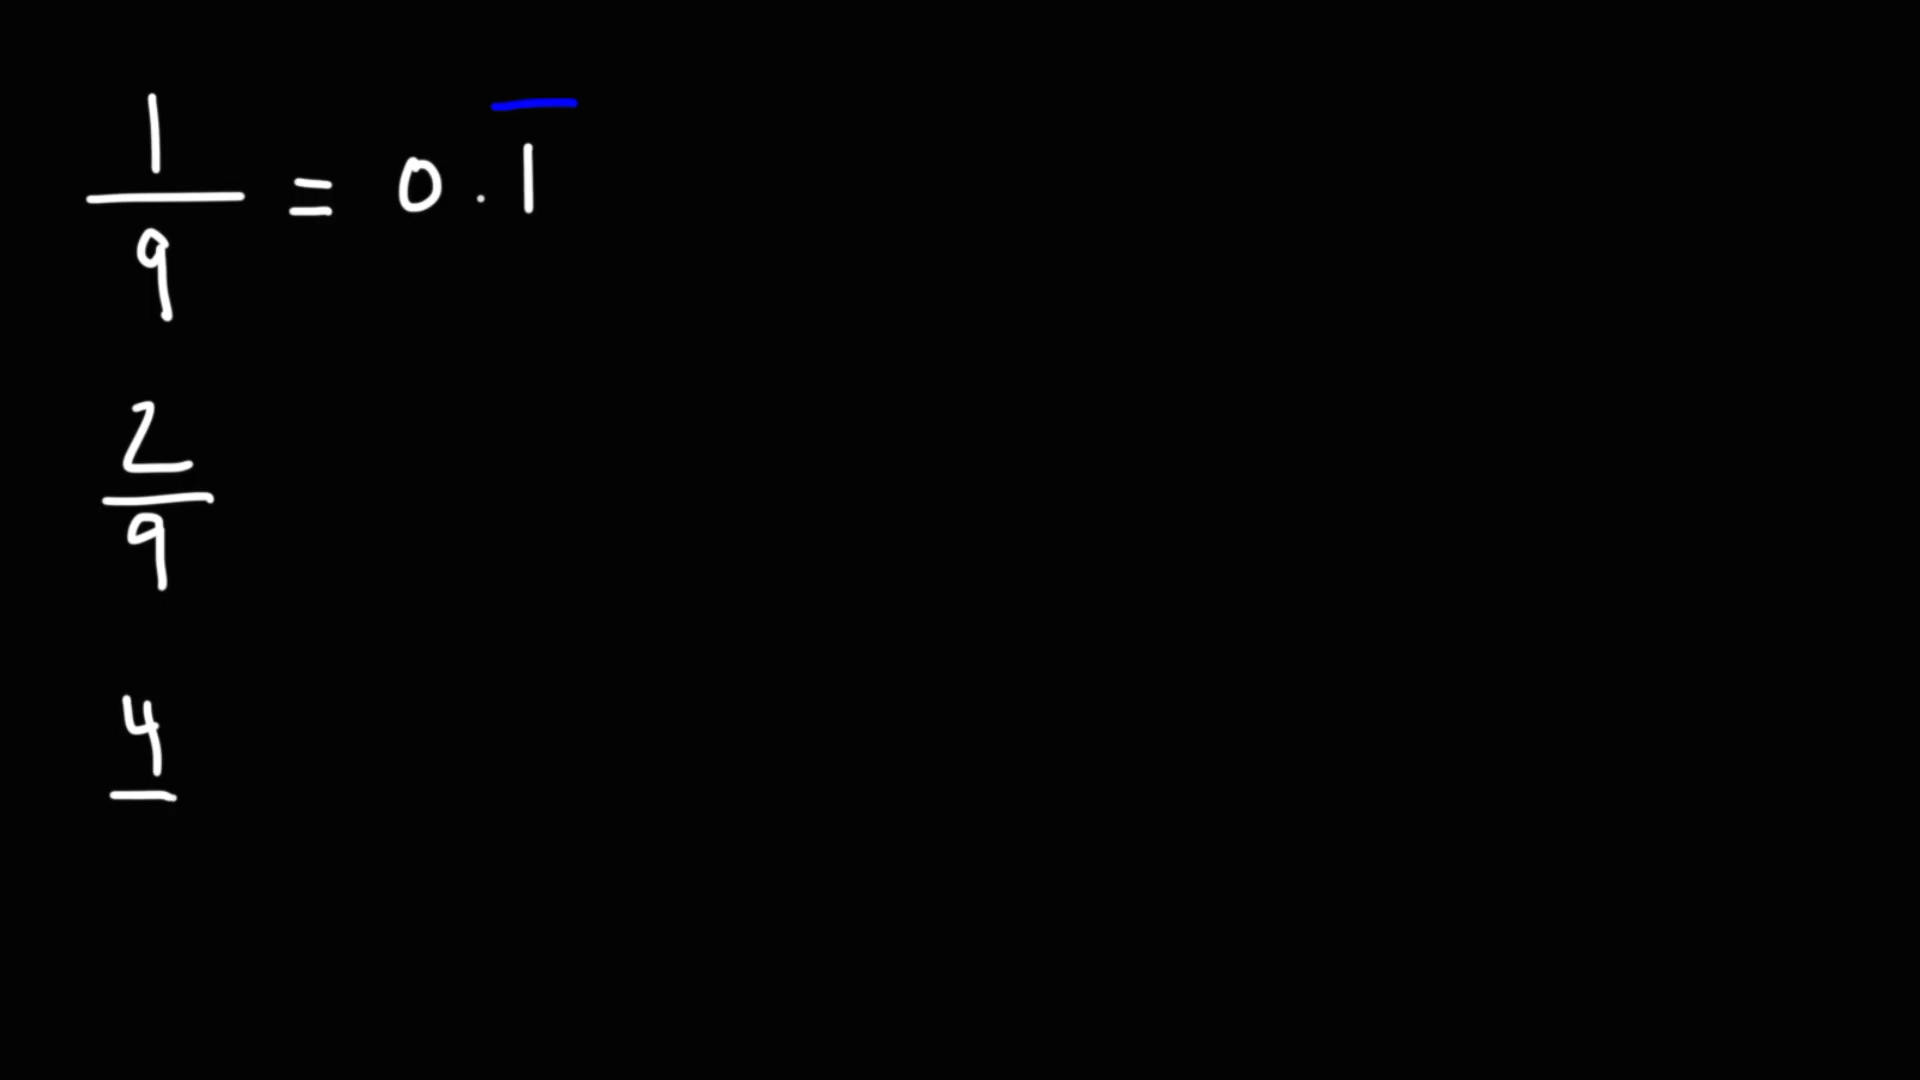 1/9 = 0.1̅
2/9
4/